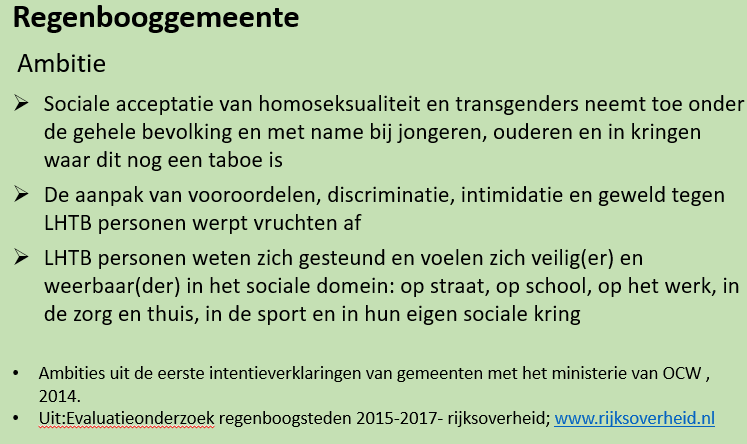 Regenbooggemeente
Ambitie
➢ Sociale acceptatie van homoseksualiteit en transgenders neemt toe onder
de gehele bevolking en met name bij jongeren, ouderen en in kringen
waar dit nog een taboe is
➢ De aanpak van vooroordelen, discriminatie, intimidatie en geweld tegen
LHTB personen werpt vruchten af
➢ LHTB personen weten zich gesteund en voelen zich veilig(er) en
weerbaar(der) in het sociale domein: op straat, op school, op het werk, in
de zorg en thuis, in de sport en in hun eigen sociale kring
• Ambities uit de eerste intentieverklaringen van gemeenten met het ministerie van OCW ,
2014.
• Uit:Evaluatieonderzoek regenboogsteden 2015-2017- rijksoverheid; www.rijksoverheid.nl